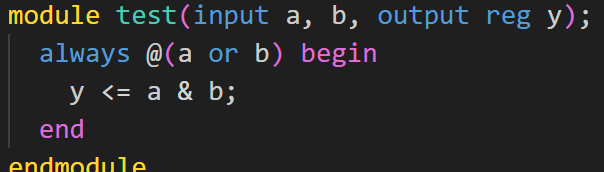 module test(input a, b, output reg y);
always @(a or b) begin
y <= a & b;
end
endmodule